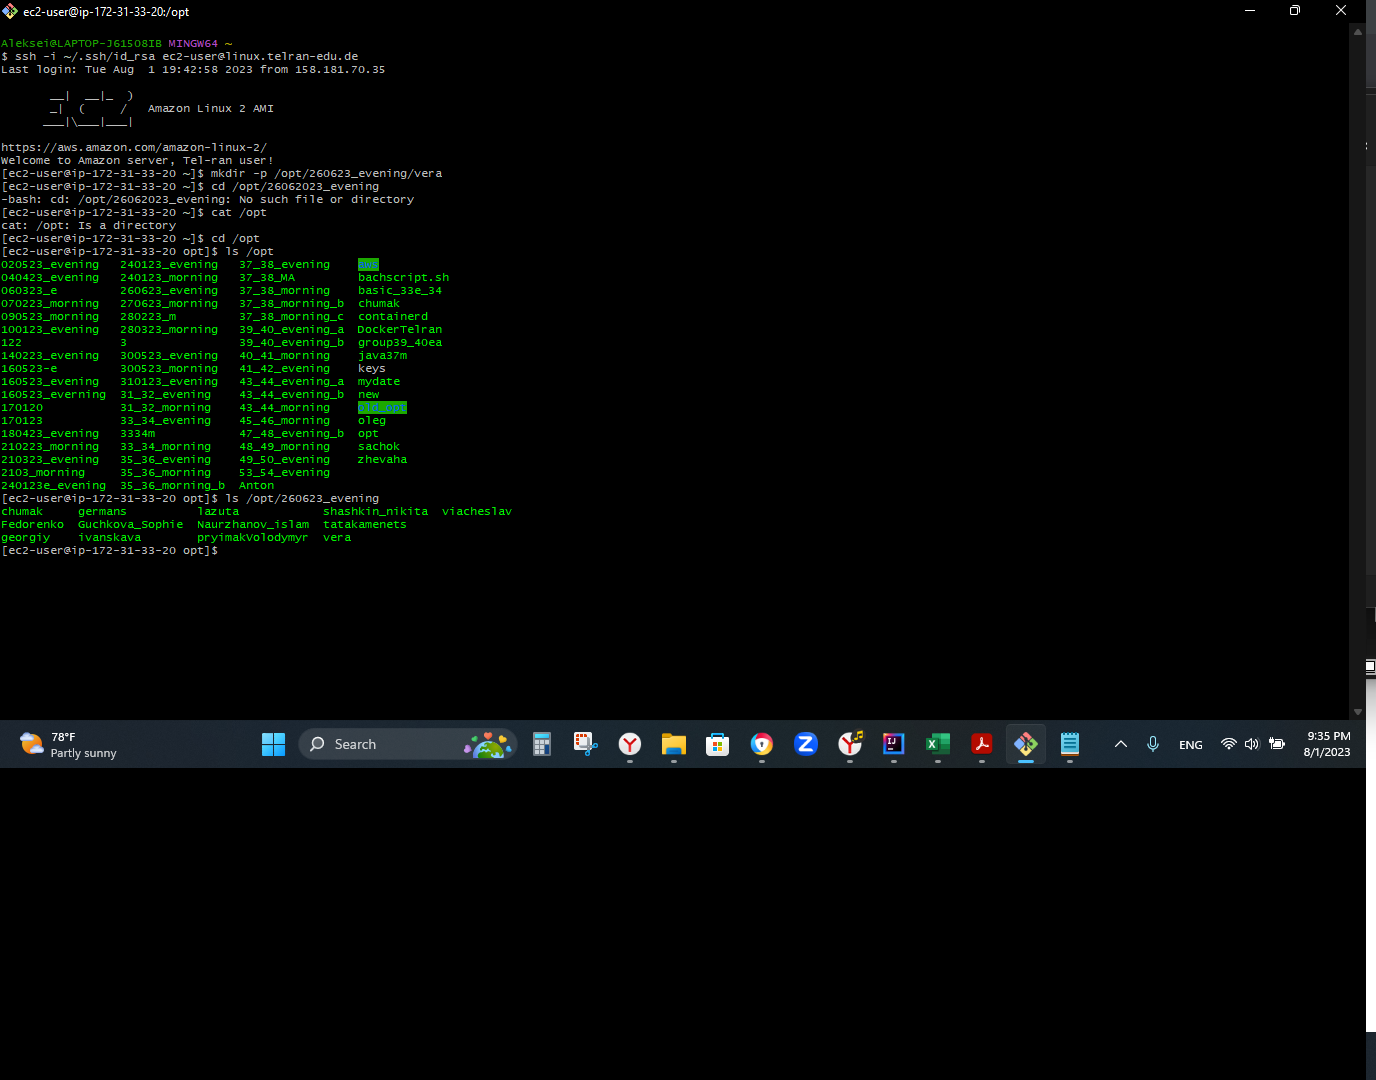 ec2-user@ip-172-31-33-20:/opt
Aleksei@LAPTOP-J61508IB MINGW64 ~
$ ssh -i ~/.ssh/id_rsa ec2-user@linux.telran-edu.de
Last login: Tue Aug  1 19:42:58 2023 from 158.181.70.35
       __|  __|_  )
       _|  (     /   Amazon Linux 2 AMI
      ___|\___|___|
https://aws.amazon.com/amazon-linux-2/
Welcome to Amazon server, Tel-ran user!
[ec2-user@ip-172-31-33-20 ~]$ mkdir -p /opt/260623_evening/vera
[ec2-user@ip-172-31-33-20 ~]$ cd /opt/26062023_evening
-bash: cd: /opt/26062023_evening: No such file or directory
[ec2-user@ip-172-31-33-20 ~]$ cat /opt
cat: /opt: Is a directory
[ec2-user@ip-172-31-33-20 ~]$ cd /opt
[ec2-user@ip-172-31-33-20 opt]$ ls /opt
020523_evening   240123_evening   37_38_evening    aws
040423_evening   240123_morning   37_38_MA         bachscript.sh
060323_e         260623_evening   37_38_morning    basic_33e_34
070223_morning   270623_morning   37_38_morning_b  chumak
090523_morning   280223_m         37_38_morning_c  containerd
100123_evening   280323_morning   39_40_evening_a  DockerTelran
122              3                39_40_evening_b  group39_40ea
140223_evening   300523_evening   40_41_morning    java37m
160523-e         300523_morning   41_42_evening    keys
160523_evening   310123_evening   43_44_evening_a  mydate
160523_everning  31_32_evening    43_44_evening_b  new
170120           31_32_morning    43_44_morning    old_opt
170123           33_34_evening    45_46_morning    oleg
180423_evening   3334m            47_48_evening_b  opt
210223_morning   33_34_morning    48_49_morning    sachok
210323_evening   35_36_evening    49_50_evening    zhevaha
2103_morning     35_36_morning    53_54_evening
240123e_evening  35_36_morning_b  Anton
[ec2-user@ip-172-31-33-20 opt]$ ls /opt/260623_evening
chumak     germans          lazuta            shashkin_nikita  viacheslav
Fedorenko  Guchkova_Sophie  Naurzhanov_islam  tatakamenets
georgiy    ivanskava        pryimakVolodymyr  vera
[ec2-user@ip-172-31-33-20 opt]$
78°F
Partly sunny
Search
ENG
9:35 PM
8/1/2023